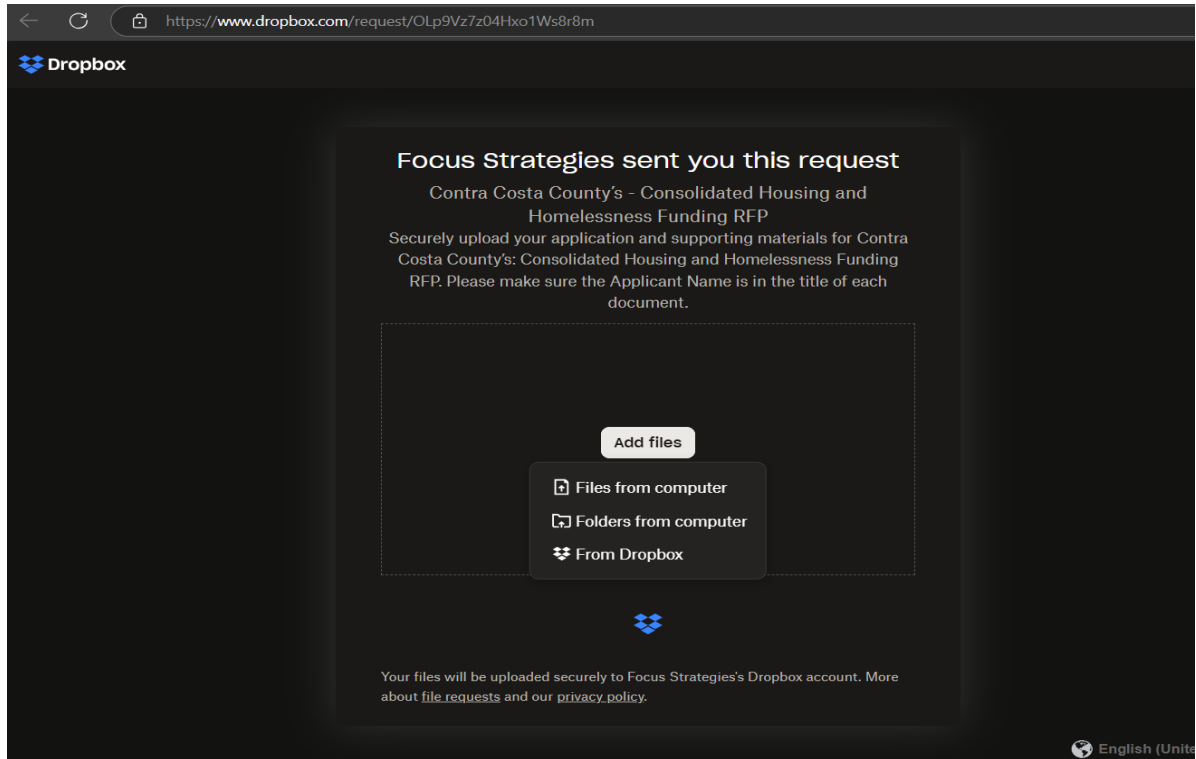 https://www.dropbox.com/request/OLp9Vz7z04Hxo1Ws8r8m
Dropbox
Focus Strategies sent you this request
Contra Costa County's - Consolidated Housing and
Homelessness Funding RFP
Securely upload your application and supporting materials for Contra
Costa County's: Consolidated Housing and Homelessness Funding
RFP. Please make sure the Applicant Name is in the title of each
document.
Add files
Files from computer
Folders from computer
From Dropbox
Your files will be uploaded securely to Focus Strategies's Dropbox account. More
about file requests and our privacy policy.
English (Unite